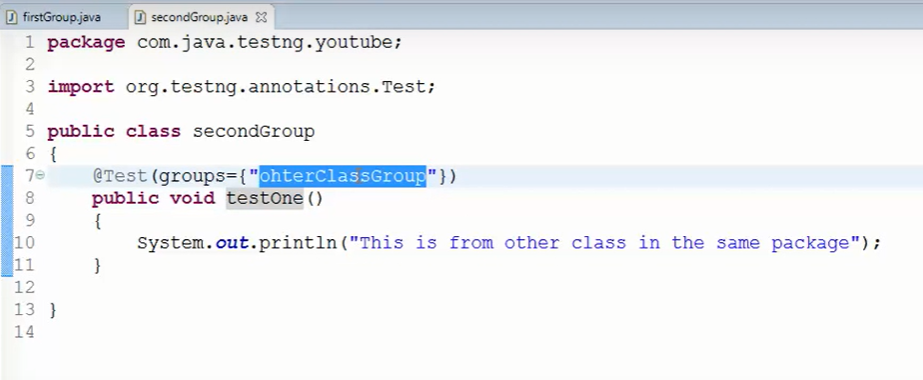 firstGroup.java secondGroup.java
1 package com.java.testng.youtube;
2
3 import org.testng.annotations.Test;
4
5 public class secondGroup
6 {
7 @Test(groups={"ohterClassGroup"})
8 public void testOne()
9 {
10 System.out.println("This is from other class in the same package");
11 }
12
13 }
14